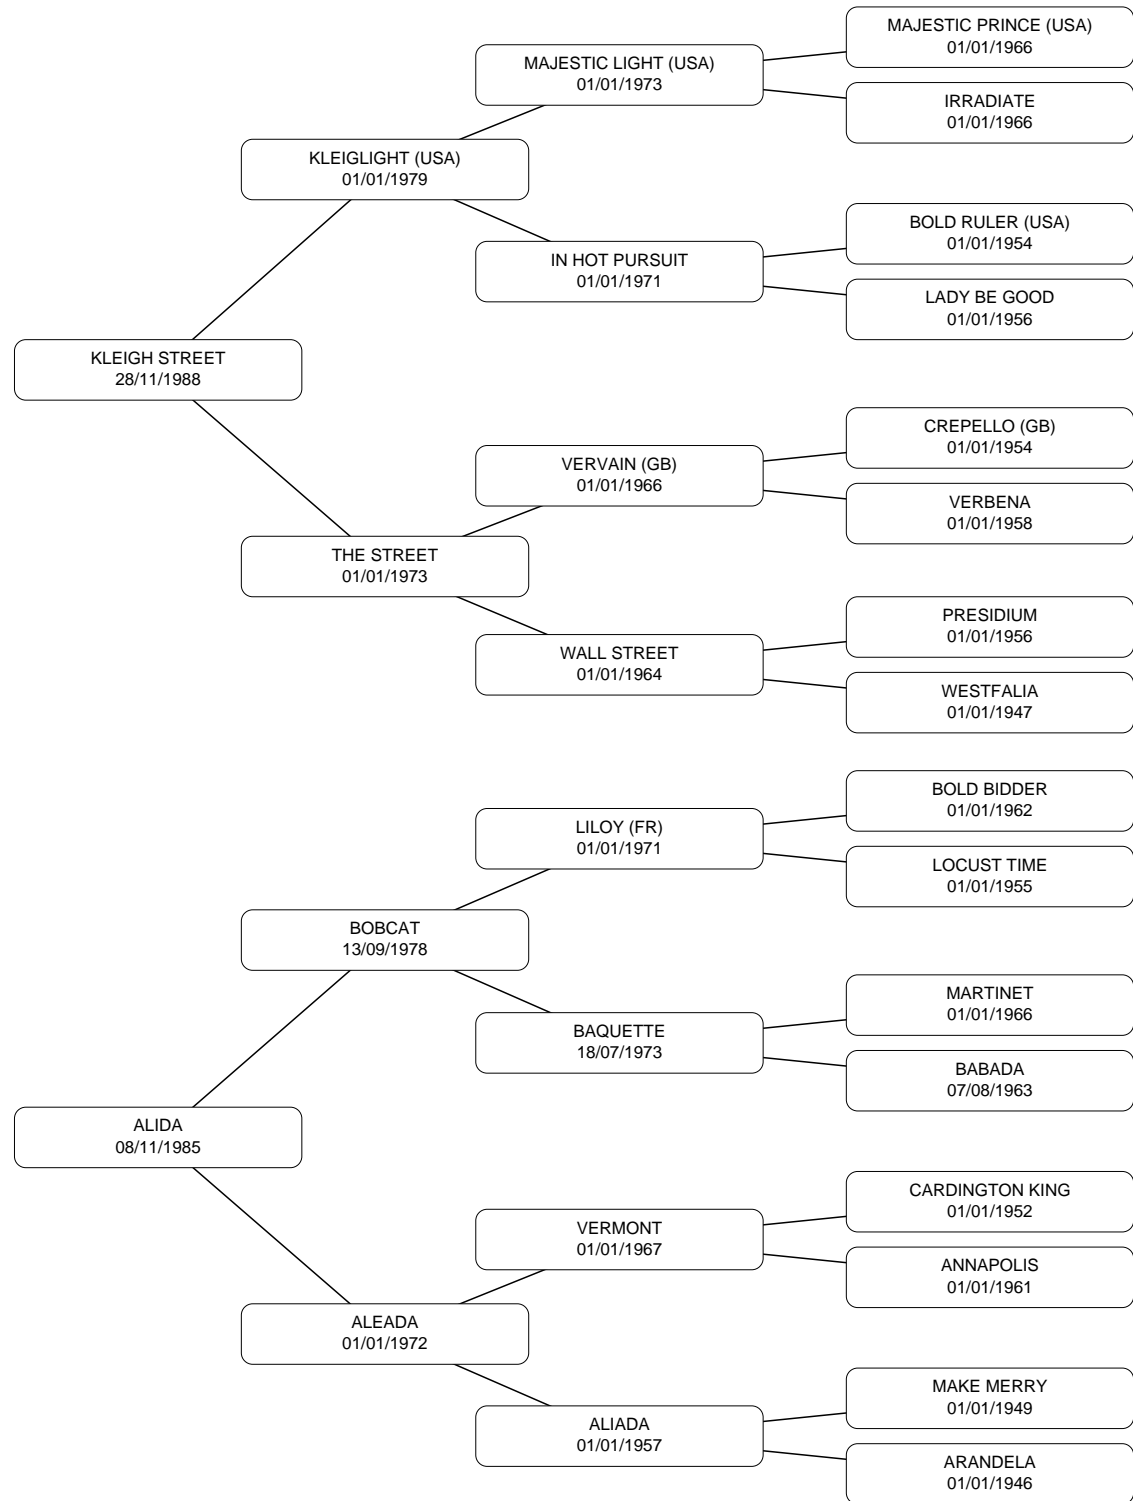 MAJESTIC PRINCE (USA)
01/01/1966
MAJESTIC LIGHT (USA)
01/01/1973
IRRADIATE
01/01/1966
KLEIGLIGHT (USA)
01/01/1979
BOLD RULER (USA)
01/01/1954
IN HOT PURSUIT
01/01/1971
LADY BE GOOD
01/01/1956
KLEIGH STREET
28/11/1988
CREPELLO (GB)
01/01/1954
VERVAIN (GB)
01/01/1966
VERBENA
01/01/1958
THE STREET
01/01/1973
PRESIDIUM
01/01/1956
WALL STREET
01/01/1964
WESTFALIA
01/01/1947
BOLD BIDDER
01/01/1962
LILOY (FR)
01/01/1971
LOCUST TIME
01/01/1955
BOBCAT
13/09/1978
MARTINET
01/01/1966
BAQUETTE
18/07/1973
BABADA
07/08/1963
ALIDA
08/11/1985
CARDINGTON KING
01/01/1952
VERMONT
01/01/1967
ANNAPOLIS
01/01/1961
ALEADA
01/01/1972
MAKE MERRY
01/01/1949
ALIADA
01/01/1957
ARANDELA
01/01/1946